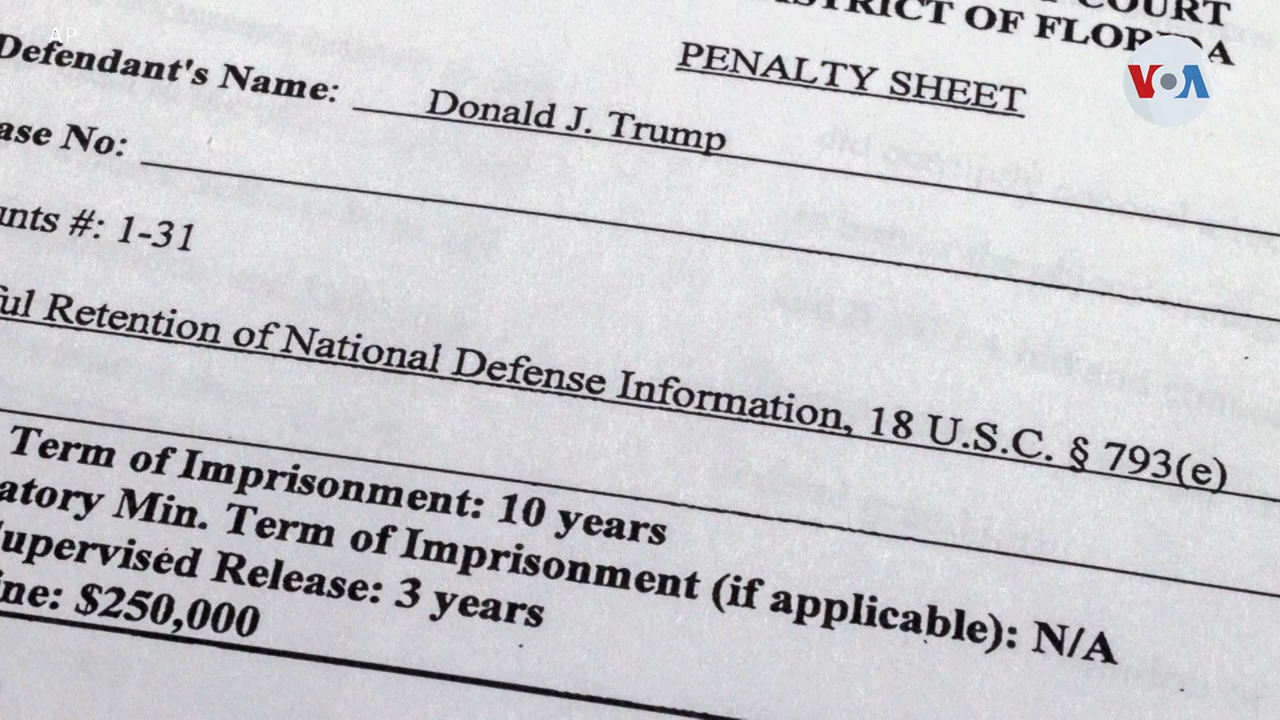 AP
COURT
DISTRICT OF FLORIDA
VOA
PENALTY SHEET
Defendant's Name: Donald J. Trump
ase No:
unts #: 1-31
ful Retention of National Defense Information, 18 U.S.C. § 793(e)
Term of Imprisonment: 10 years
atory Min. Term of Imprisonment (if applicable): N/A
Supervised Release: 3 years
ine: $250,000